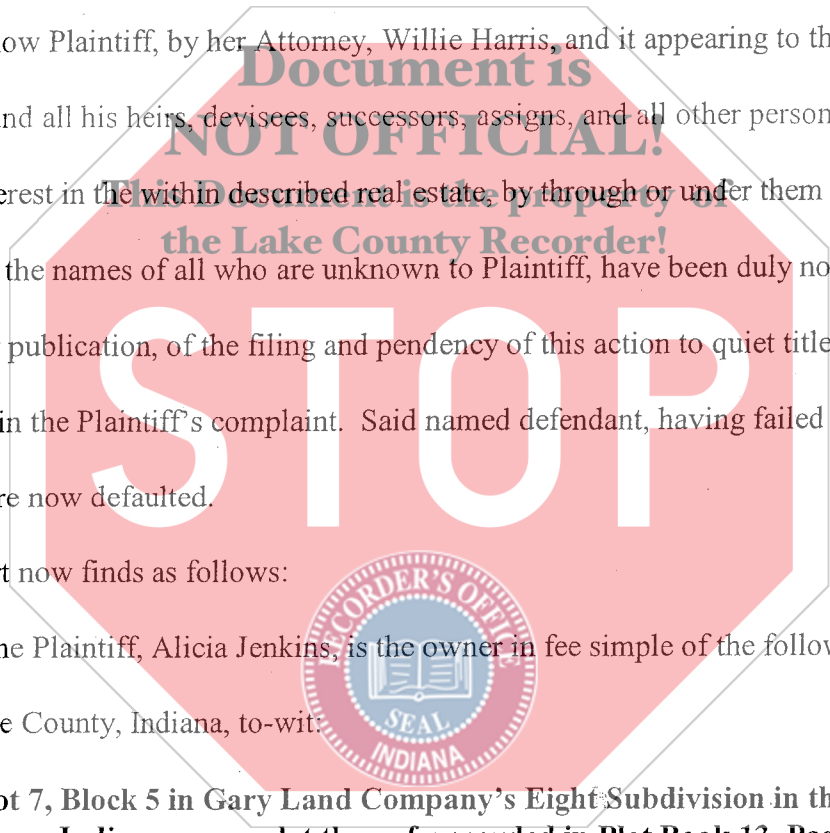 ow Plaintiff, by her Attorney, Willie Harris, and it appearing to th
Document is
nd all his heirs, devisees, successors, assigns, and all other person
NOT OFFICIAL!
erest in the within described real estate, by through or under them
This Document is the property of
the Lake County Recorder!
the names of all who are unknown to Plaintiff, have been duly no
publication, of the filing and pendency of this action to quiet title
STOP
in the Plaintiff's complaint.  Said named defendant, having failed
re now defaulted.
t now finds as follows:
RECORDER'S OFFICE
ne Plaintiff, Alicia Jenkins, is the owner in fee simple of the follow
SEAL
e County, Indiana, to-wit:
INDIANA
ot 7, Block 5 in Gary Land Company's Eight Subdivision in th